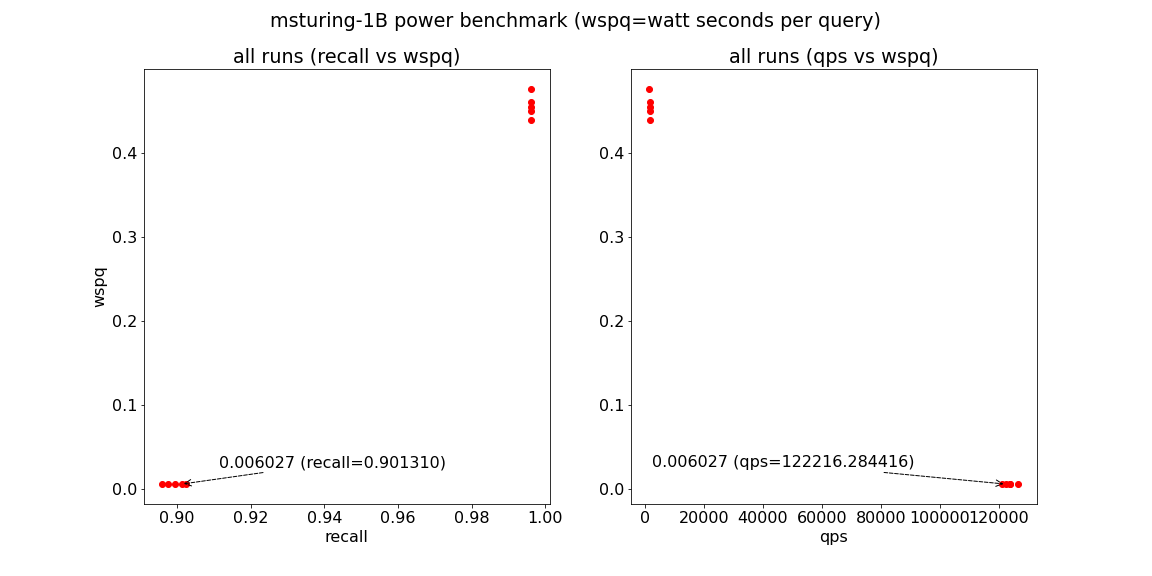 msturing-1B power benchmark (wspq=watt seconds per query)
all runs (recall vs wspq)
wspq
0.4
0.3
0.2
0.1
0.0
0.006027 (recall=0.901310)
0.90 0.92 0.94 0.96 0.98 1.00
recall
all runs (qps vs wspq)
0.4
0.3
0.2
0.1
0.0
0.006027 (qps=122216.284416)
0 20000 40000 60000 80000 100000 120000
qps